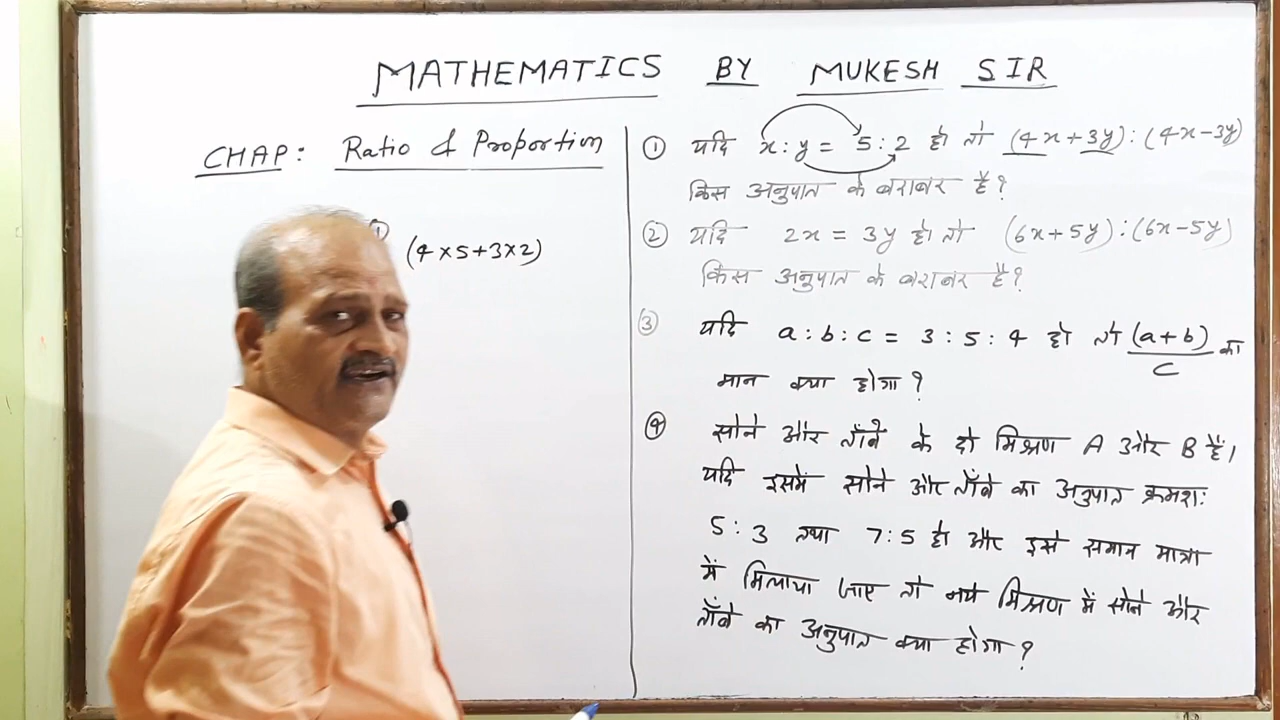 MATHEMATICS BY MUKESH SIR
CHAP: Ratio & Proportion
① (4×5+3×2)
① यदि x:y = 5:2 हो तो (4x+3y):(4x-3y)
किस अनुपात के बराबर है?
② यदि 2x = 3y हो तो (6x+5y):(6x-5y)
किस अनुपात के बराबर है?
③ यदि a:b:c = 3:5:4 हो तो (a+b)/c का
मान क्या होगा?
④ सोने और ताँबे के दो मिश्रण A और B हैं।
यदि इसमें सोने और ताँबे का अनुपात क्रमशः
5:3 तथा 7:5 हो और इसे समान मात्रा
में मिलाया जाए तो नये मिश्रण में सोने और
ताँबे का अनुपात क्या होगा?